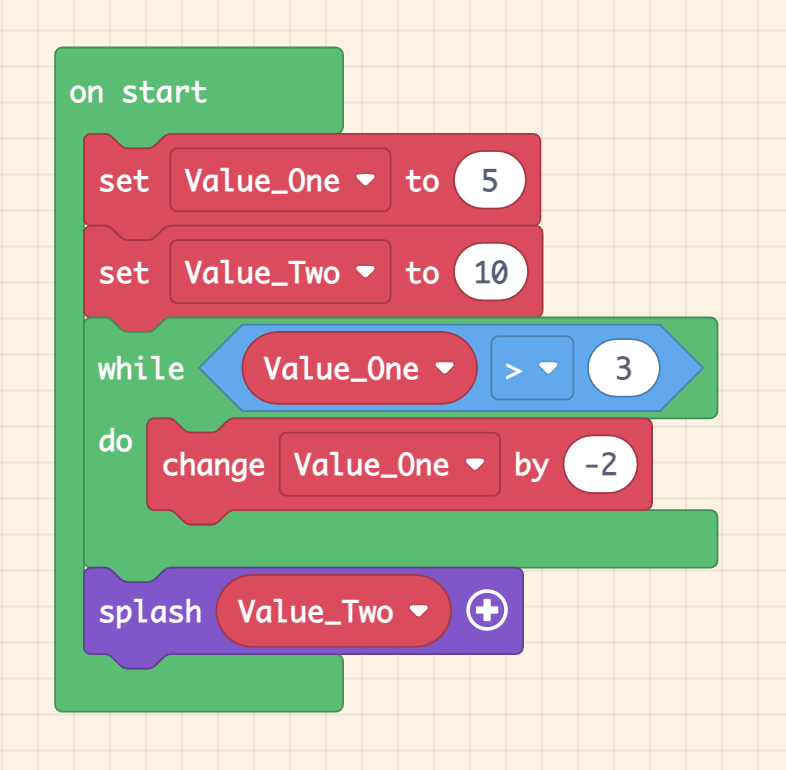 on start
set Value_One to 5
set Value_Two to 10
while Value_One > 3
do
change Value_One by -2
splash Value_Two